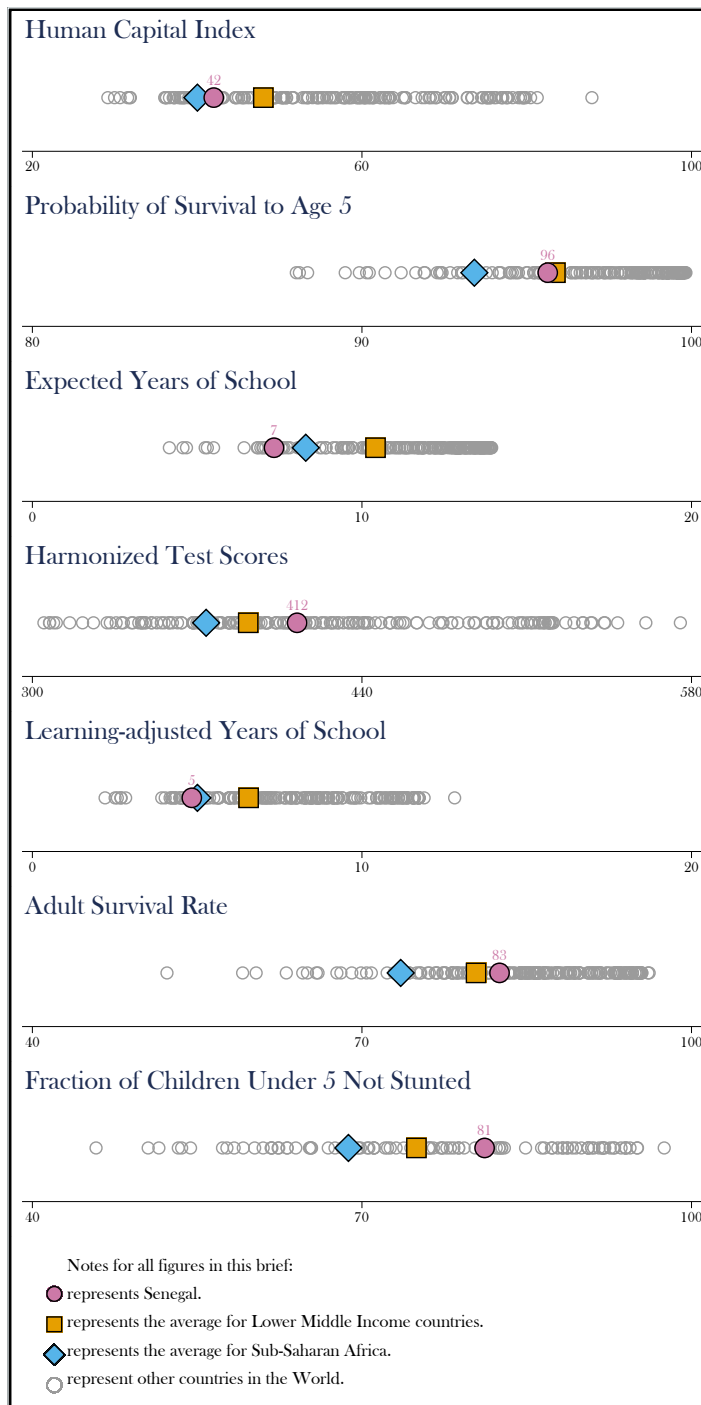 Human Capital Index
42
20 60 100
Probability of Survival to Age 5
96
80 90 100
Expected Years of School
7
0 10 20
Harmonized Test Scores
412
300 440 580
Learning-adjusted Years of School
5
0 10 20
Adult Survival Rate
83
40 70 100
Fraction of Children Under 5 Not Stunted
81
40 70 100
Notes for all figures in this brief:
represents Senegal.
represents the average for Lower Middle Income countries.
represents the average for Sub-Saharan Africa.
represent other countries in the World.